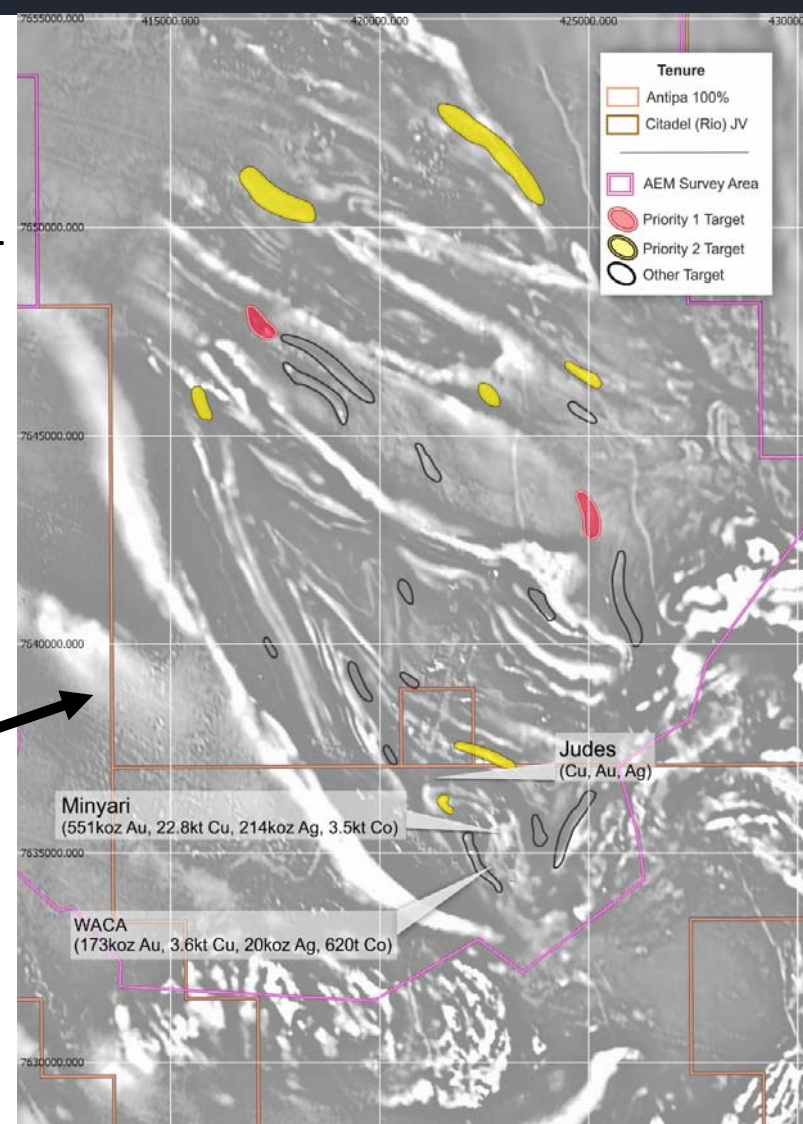 7655000.000
415000.000
420000.000
425000.000
Tenure
Antipa 100%
Citadel (Rio) JV
AEM Survey Area
Priority 1 Target
Priority 2 Target
Other Target
7650000.000
7645000.000
7640000.000
Judes
(Cu, Au, Ag)
Minyari
(551koz Au, 22.8kt Cu, 214koz Ag, 3.5kt Co)
7635000.000
WACA
(173koz Au, 3.6kt Cu, 20koz Ag, 620t Co)
7630000.000